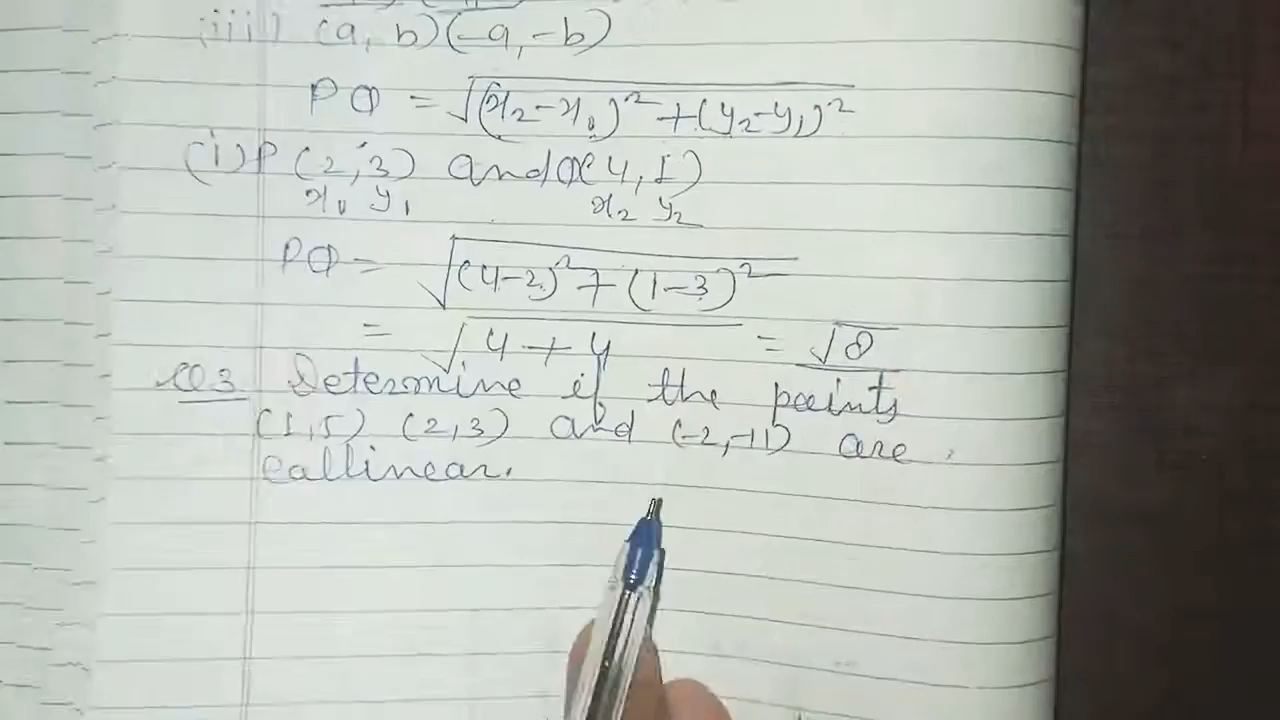 (iii) (a, b)(-a, -b)
PQ = √(x₂-x₁)² + (y₂-y₁)²
(i) P (2, 3) and Q(4, 1)
x₁ y₁ x₂ y₂
PQ = √(4-2)² + (1-3)²
= √4 + 4 = √8
Q3 Determine if the points
(1,5) (2,3) and (-2,-11) are
callinear.